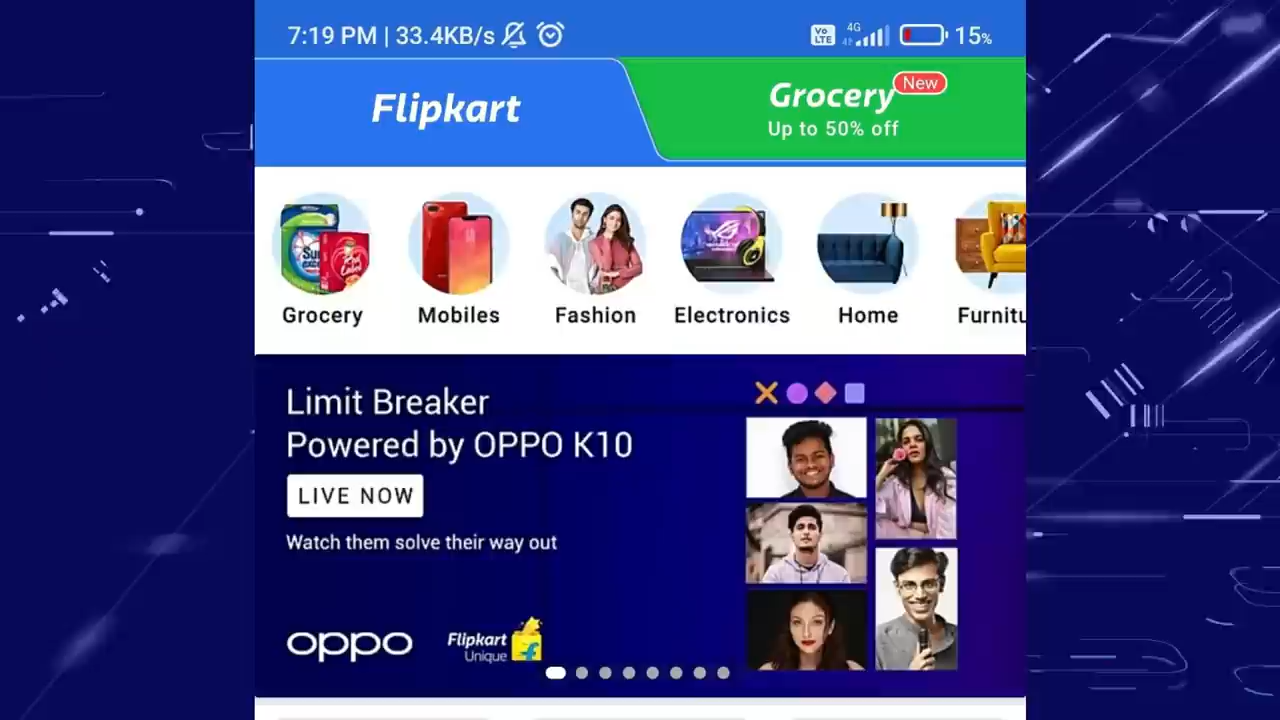 7:19 PM | 33.4KB/s
Vo LTE 4G 15%
Flipkart
Grocery New
Up to 50% off
Grocery Mobiles Fashion Electronics Home Furnitu
Limit Breaker
Powered by OPPO K10
LIVE NOW
Watch them solve their way out
oppo Flipkart Unique